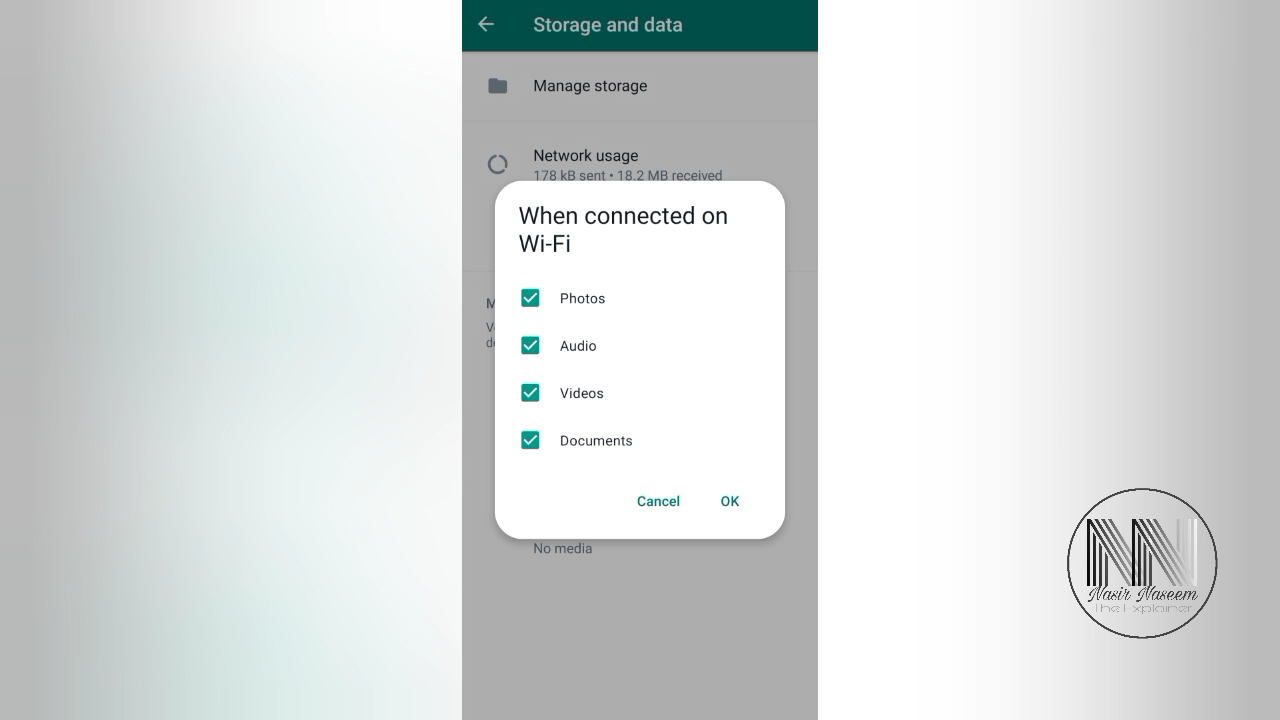 Storage and data
Manage storage
Network usage
178 kB sent • 18.2 MB received
When connected on
Wi-Fi
Photos
Audio
Videos
Documents
Cancel OK
No media
NN
Nasir Naseem
The Explainer